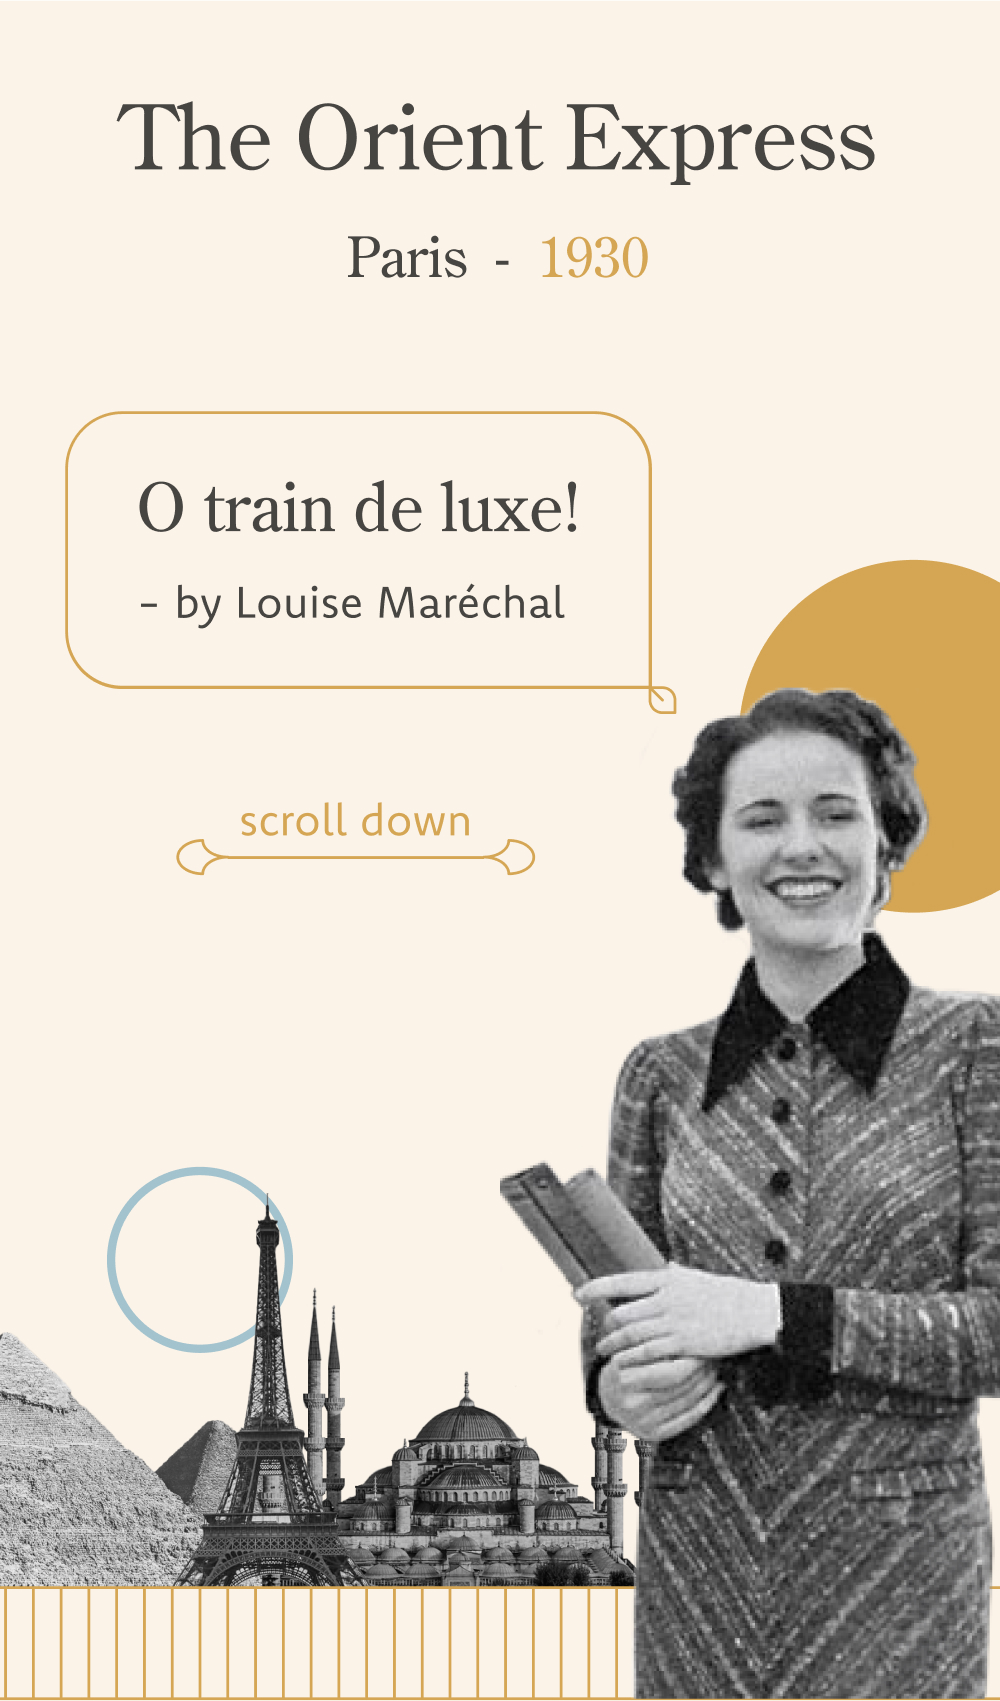 The Orient Express
Paris - 1930
O train de luxe!
– by Louise Maréchal
scroll down